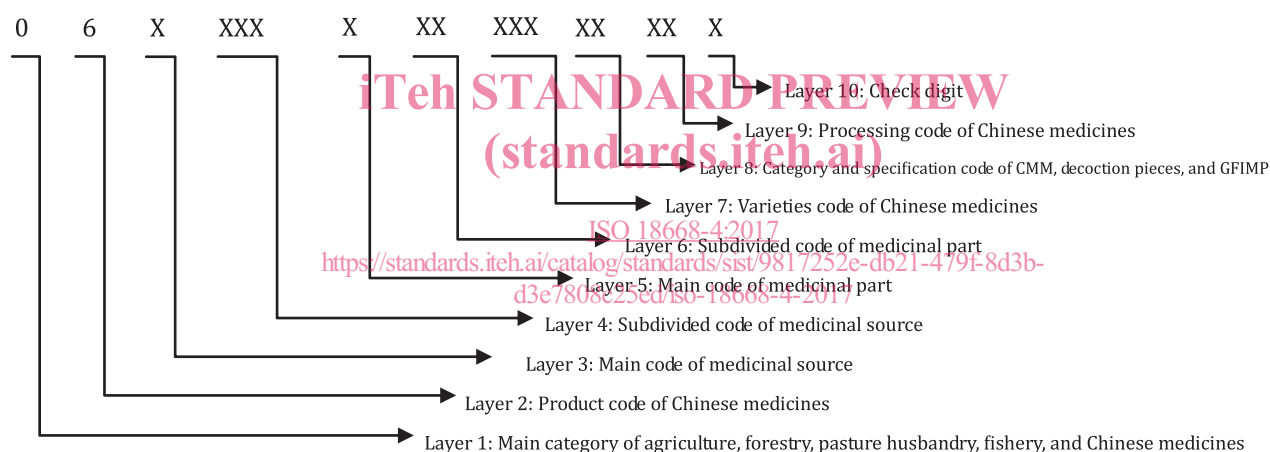 0 6 X XXX X XX XXX XX XX X
iTeh STANDARD PREVIEW
Layer 10: Check digit
Layer 9: Processing code of Chinese medicines
(standards.iteh.ai)
Layer 8: Category and specification code of CMM, decoction pieces, and GFIMP
Layer 7: Varieties code of Chinese medicines
ISO 18668-4:2017
Layer 6: Subdivided code of medicinal part
https://standards.iteh.ai/catalog/standards/sist/9817252e-db21-479f-8d3b-
Layer 5: Main code of medicinal part
d3e7808c25ed/iso-18668-4-2017
Layer 4: Subdivided code of medicinal source
Layer 3: Main code of medicinal source
Layer 2: Product code of Chinese medicines
Layer 1: Main category of agriculture, forestry, pasture husbandry, fishery, and Chinese medicines